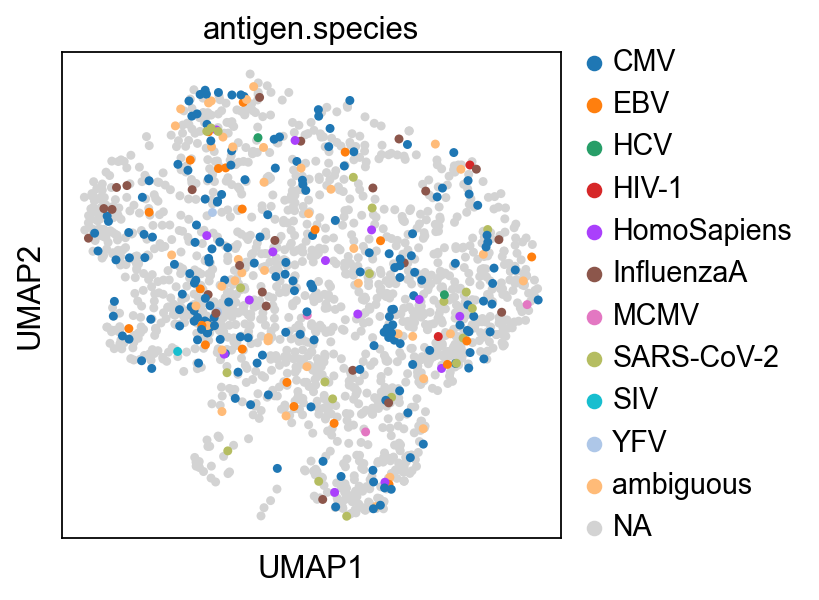 antigen.species
UMAP2
UMAP1
CMV
EBV
HCV
HIV-1
HomoSapiens
InfluenzaA
MCMV
SARS-CoV-2
SIV
YFV
ambiguous
NA